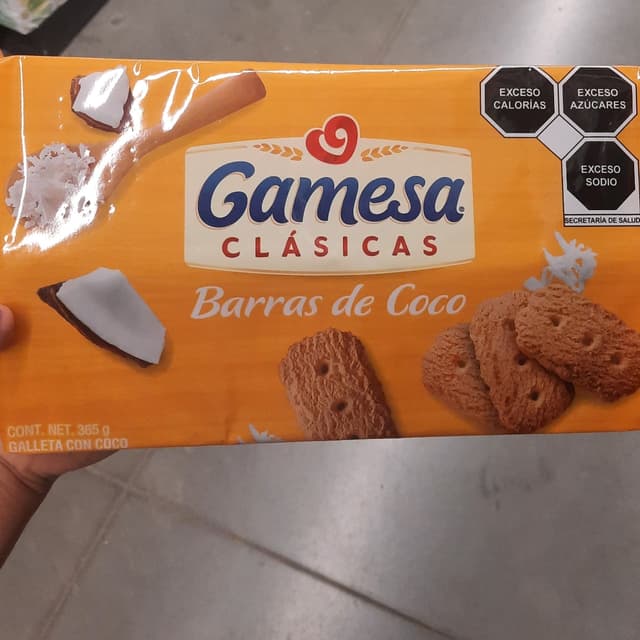 Gamesa
CLÁSICAS
Barras de Coco
EXCESO
CALORÍAS
EXCESO
AZÚCARES
EXCESO
SODIO
SECRETARÍA DE SALUD
CONT. NET. 365 g
GALLETA CON COCO